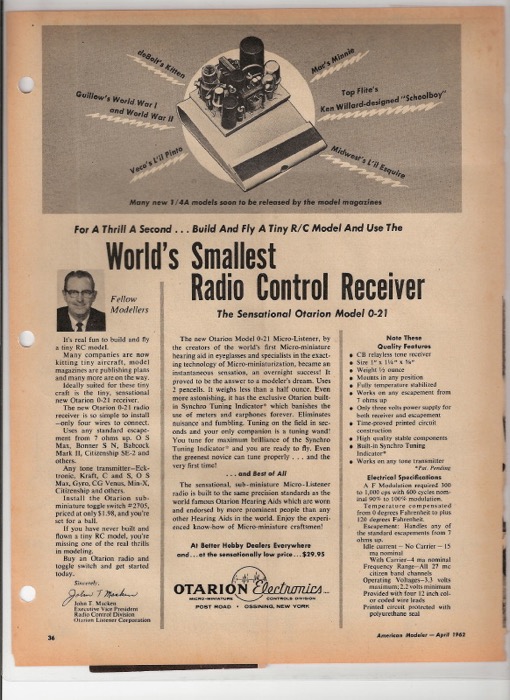 deBolt's Kitten
Mac's Minnie
Guillow's World War I
and World War II
Top Flite's
Ken Willard-designed "Schoolboy"
Veco's L'il Pinto
Midwest's L'il Esquire
Many new 1/4A models soon to be released by the model magazines
For A Thrill A Second . . . Build And Fly A Tiny R/C Model And Use The
World's Smallest
Radio Control Receiver
The Sensational Otarion Model O-21
Fellow
Modellers
It's real fun to build and fly
a tiny RC model.
Many companies are now
kitting tiny aircraft, model
magazines are publishing plans
and many more are on the way.
Ideally suited for these tiny
craft is the tiny, sensational
new Otarion 0-21 receiver.
The new Otarion 0-21 radio
receiver is so simple to install
—only four wires to connect.
Uses any standard escape-
ment from 7 ohms up. O S
Max, Bonner S N, Babcock
Mark II, Citizenship SE-2 and
others.
Any tone transmitter—Eck-
tronic, Kraft, C and S, O S
Max, Gyro, CG Venus, Min-X,
Citizenship and others.
Install the Otarion sub-
miniature toggle switch #2705,
priced at only $1.98, and you're
set for a ball.
If you have never built and
flown a tiny RC model, you're
missing one of the real thrills
in modeling.
Buy an Otarion radio and
toggle switch and get started
today.
Sincerely,
John T. Macken
John T. Macken
Executive Vice President
Radio Control Division
Otarion Listener Corporation
The new Otarion Model 0-21 Micro-Listener, by
the creators of the world's first Micro-miniature
hearing aid in eyeglasses and specialists in the exact-
ing technology of Micro-miniaturization, became an
instantaneous sensation, an overnight success! It
proved to be the answer to a modeler's dream. Uses
2 pencells. It weighs less than a half ounce. Even
more astonishing, it has the exclusive Otarion built-
in Synchro Tuning Indicator* which banishes the
use of meters and earphones forever. Eliminates
nuisance and fumbling. Tuning on the field in sec-
onds and your only companion is a tuning wand!
You tune for maximum brilliance of the Synchro
Tuning Indicator* and you are ready to fly. Even
the greenest novice can tune properly . . . and the
very first time!
. . . and Best of All
The sensational, sub-miniature Micro-Listener
radio is built to the same precision standards as the
world famous Otarion Hearing Aids which are worn
and endorsed by more prominent people than any
other Hearing Aids in the world. Enjoy the experi-
enced know-how of Micro-miniature craftsmen!
At Better Hobby Dealers Everywhere
and . . . at the sensationally low price . . . $29.95
OTARION Electronics INC.
MICRO-MINIATURE CONTROLS DIVISION
POST ROAD • OSSINING, NEW YORK
Note These
Quality Features
• CB relayless tone receiver
• Weight ½ ounce
• Mounts in any position
• Fully temperature stabilized
• Works on any escapement from
7 ohms up
• Only three volts power supply for
both receiver and escapement
• Time-proved printed circuit
construction
• High quality stable components
• Built-in Synchro Tuning
Indicator*
• Works on any tone transmitter
*Pat. Pending
Electrical Specifications
A F Modulation required 300
to 1,000 cps with 600 cycles nom-
inal 90% to 100% modulation.
Temperature compensated
from 0 degrees Fahrenheit to plus
120 degrees Fahrenheit.
Escapement: Handles any of
the standard escapements from 7
ohms up.
Idle current – No Carrier – 15
ma nominal
With Carrier–4 ma nominal
Frequency Range–All 27 mc
citizen band channels
Operating Voltages–3.3 volts
maximum; 2.2 volts minimum
Provided with four 12 inch col-
or coded wire leads
Printed circuit protected with
polyurethane seal
36
American Modeler — April 1962